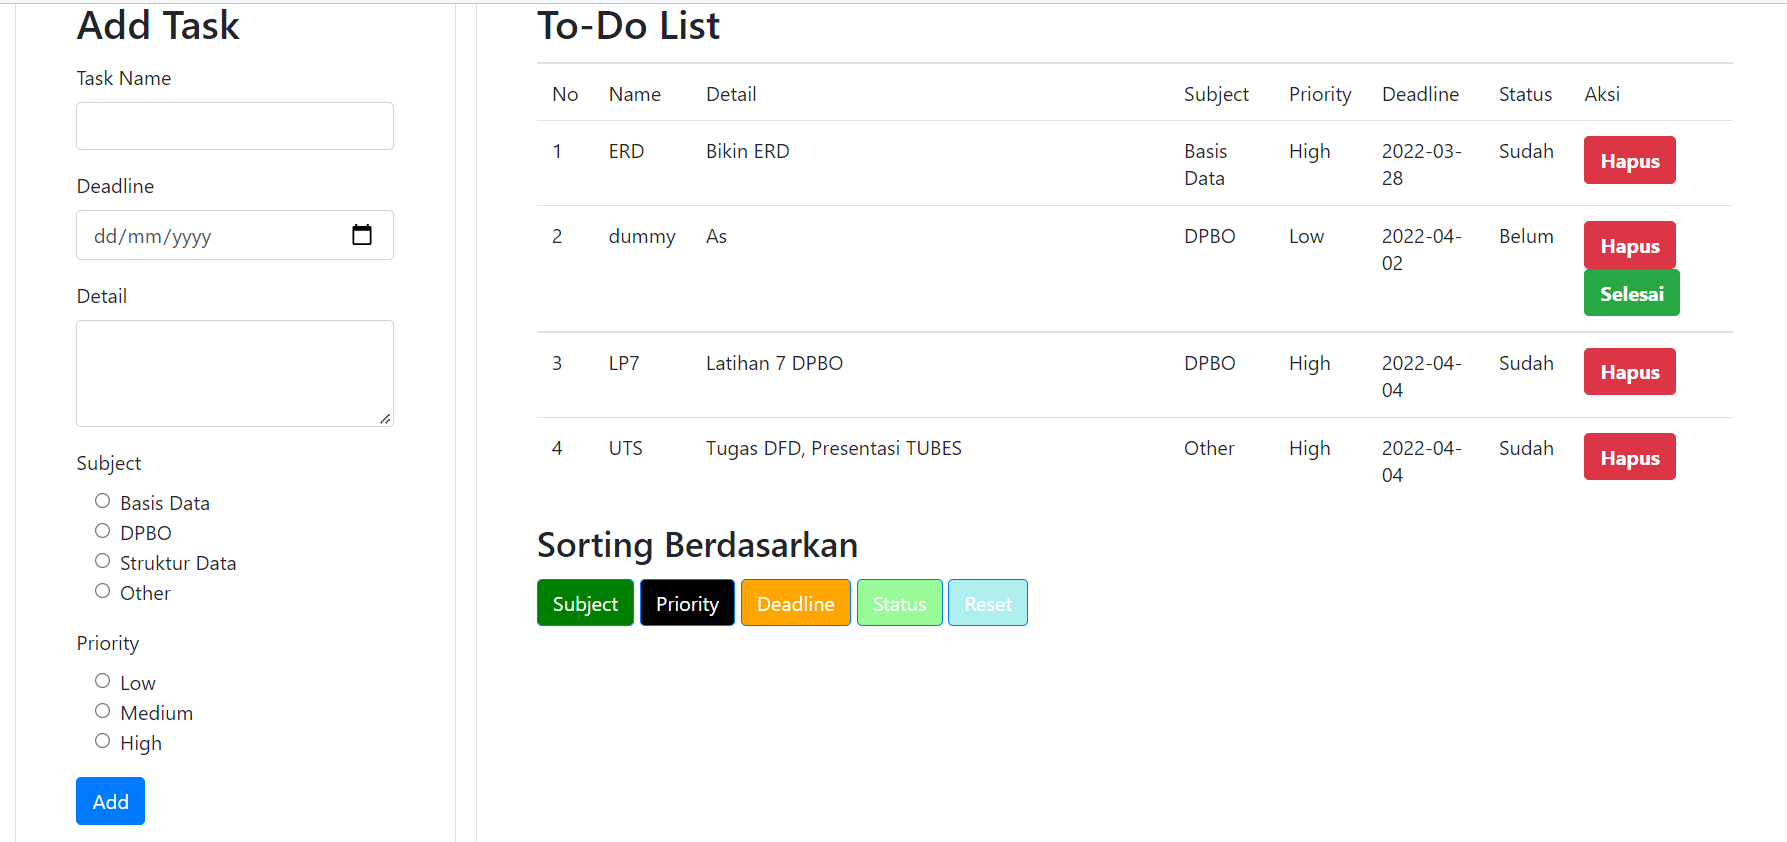 Add Task
Task Name
Deadline
dd/mm/yyyy
Detail
Subject
Basis Data
DPBO
Struktur Data
Other
Priority
Low
Medium
High
Add
To-Do List
No Name Detail Subject Priority Deadline Status Aksi
1 ERD Bikin ERD Basis High 2022-03- Sudah Hapus
Data 28
2 dummy As DPBO Low 2022-04- Belum Hapus
02
Selesai
3 LP7 Latihan 7 DPBO DPBO High 2022-04- Sudah Hapus
04
4 UTS Tugas DFD, Presentasi TUBES Other High 2022-04- Sudah Hapus
04
Sorting Berdasarkan
Subject Priority Deadline Status Reset